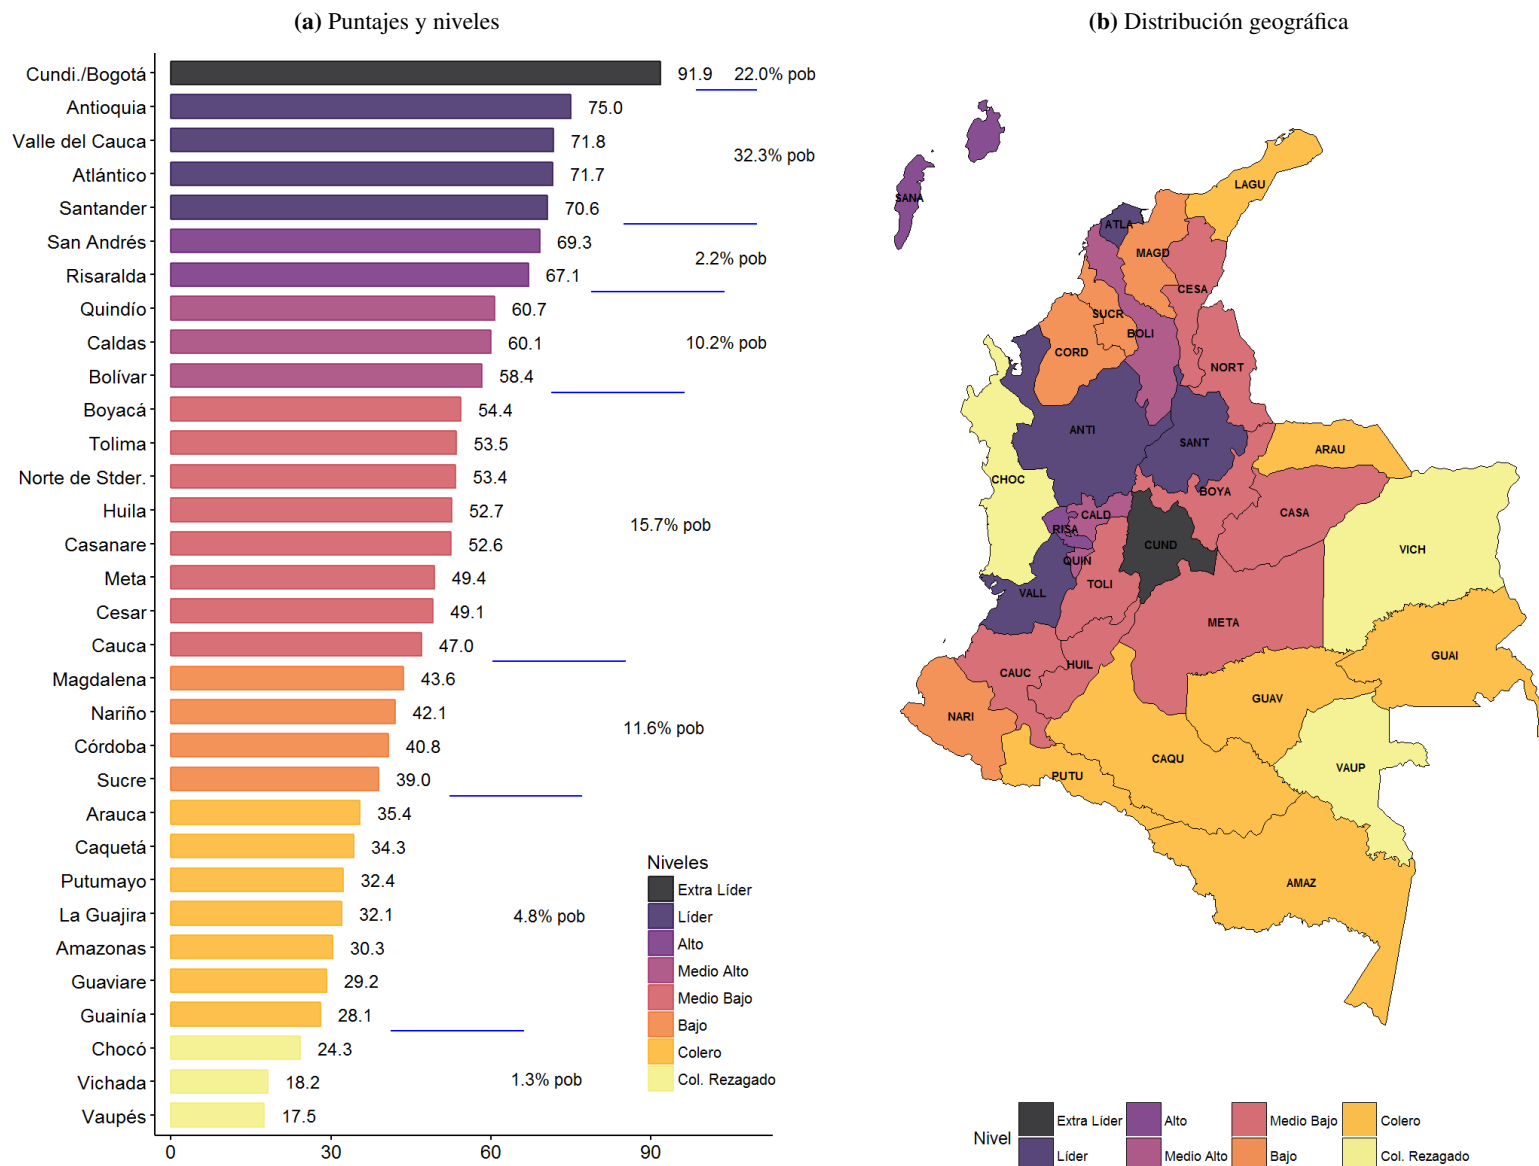 (a) Puntajes y niveles
Cundi./Bogotá 91.9 22.0% pob
Antioquia 75.0
Valle del Cauca 71.8
32.3% pob
Atlántico 71.7
Santander 70.6
San Andrés 69.3
2.2% pob
Risaralda 67.1
Quindío 60.7
Caldas 60.1 10.2% pob
Bolívar 58.4
Boyacá 54.4
Tolima 53.5
Norte de Stder. 53.4
Huila 52.7
15.7% pob
Casanare 52.6
Meta 49.4
Cesar 49.1
Cauca 47.0
Magdalena 43.6
Nariño 42.1
11.6% pob
Córdoba 40.8
Sucre 39.0
Arauca 35.4
Caquetá 34.3
Putumayo 32.4
La Guajira 32.1
4.8% pob
Amazonas 30.3
Guaviare 29.2
Guainía 28.1
Chocó 24.3
Vichada 18.2
1.3% pob
Vaupés 17.5
0 30 60 90
Niveles
Extra Líder
Líder
Alto
Medio Alto
Medio Bajo
Bajo
Colero
Col. Rezagado
(b) Distribución geográfica
LAGU
SANA
ATLA
MAGD
CESA
SUCR
BOLI
CORD
NORT
ANTI
SANT
ARAU
CHOC
BOYA
CASA
CALD
RISA
CUND
VICH
QUIN
TOLI
VALL
META
GUAI
HUIL
CAUC
GUAV
NARI
CAQU
VAUP
PUTU
AMAZ
Nivel
Extra Líder Alto Medio Bajo Colero
Líder Medio Alto Bajo Col. Rezagado